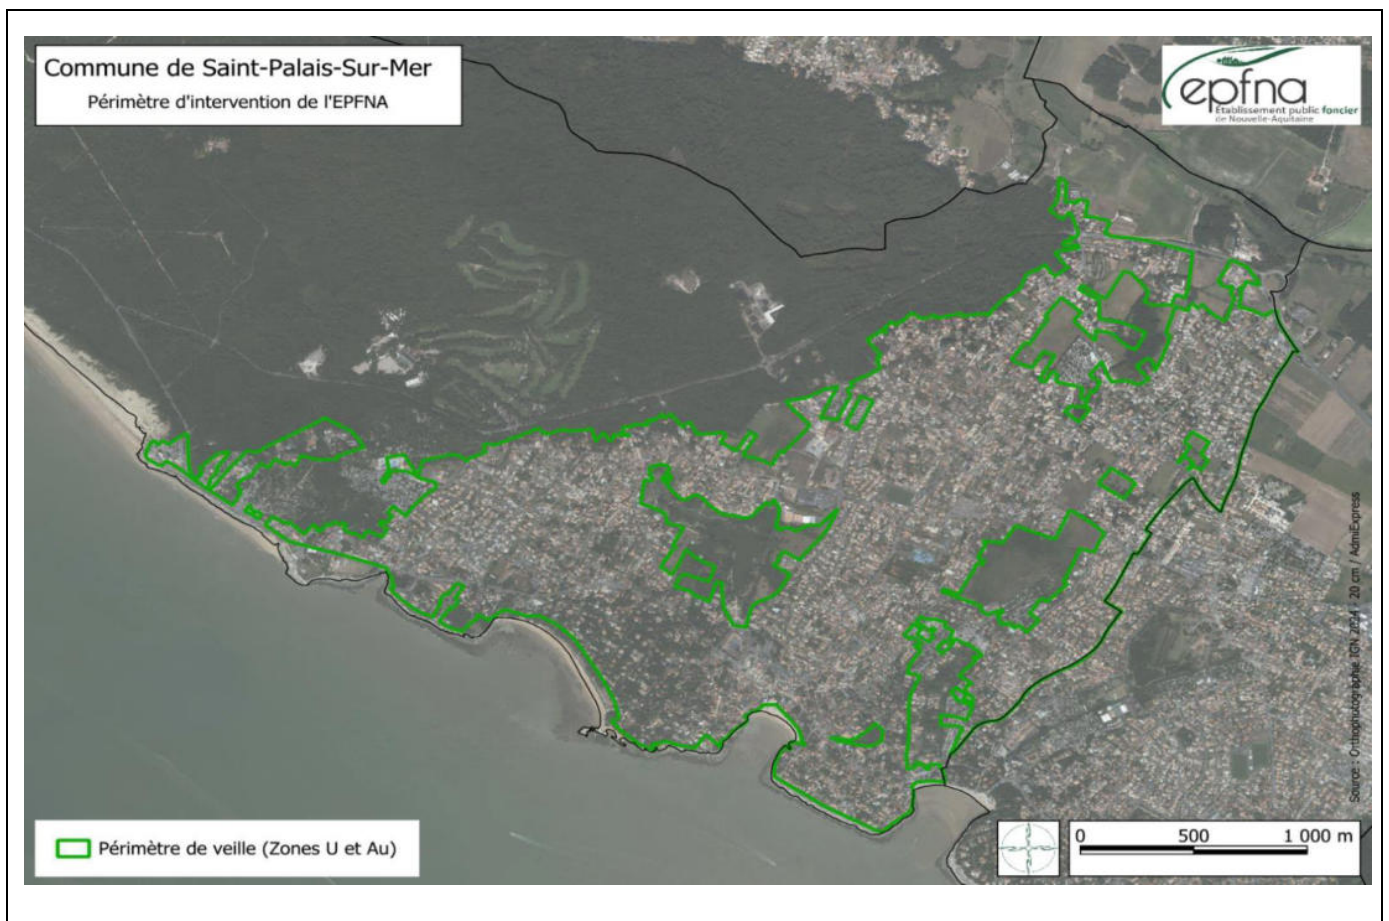 Commune de Saint-Palais-Sur-Mer
Périmètre d'intervention de l'EPFNA
epfna
Établissement public foncier
de Nouvelle-Aquitaine
Source : Orthophotographie IGN 2024 - 20 cm / AdmiExpress
Périmètre de veille (Zones U et Au)
0 500 1 000 m